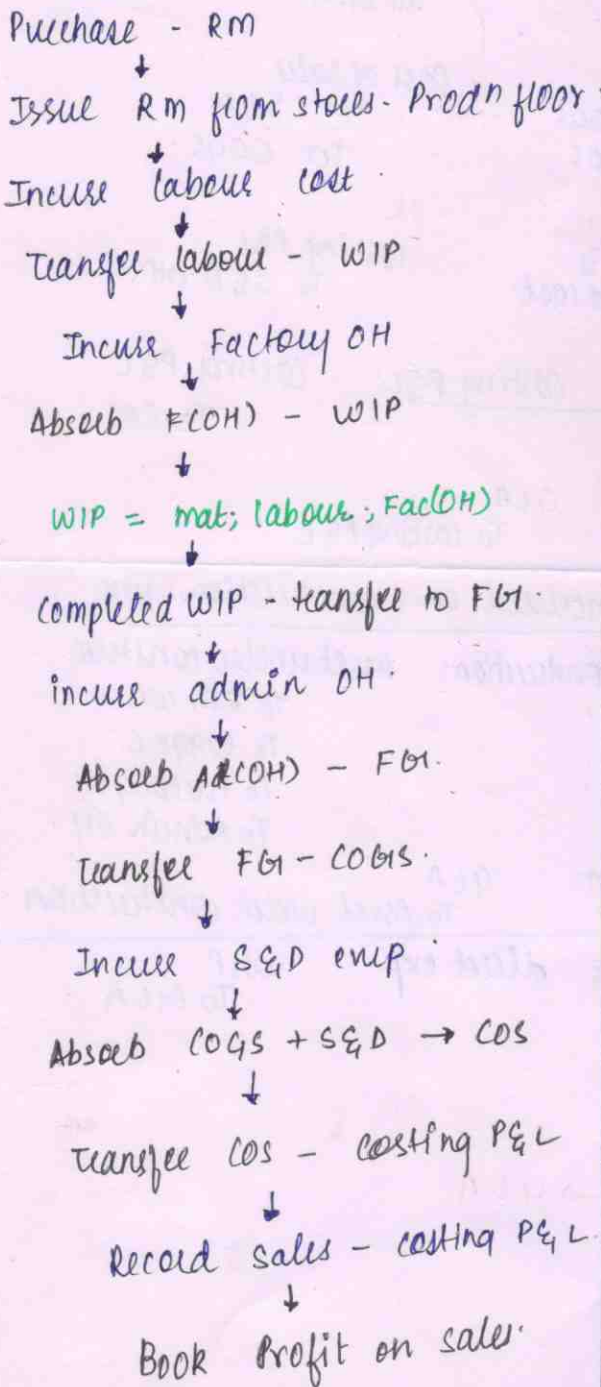 Purchase - RM
↓
Issue RM from stores - Prodn floor
↓
Incure labour cost.
↓
Transfer labour - WIP
↓
Incure Factory OH
↓
Absorb F(OH) - WIP
↓
WIP = mat; labour; Fac(OH)
↓
completed WIP - transfer to FG.
↓
incure admin OH.
↓
Absorb Ad(OH) - FG.
↓
Transfer FG - COGS.
↓
Incure S&D
↓
Absorb COGS + S&D → COS
↓
Transfer COS - costing P&L
↓
Record sales - costing P&L.
↓
Book Profit on sales.